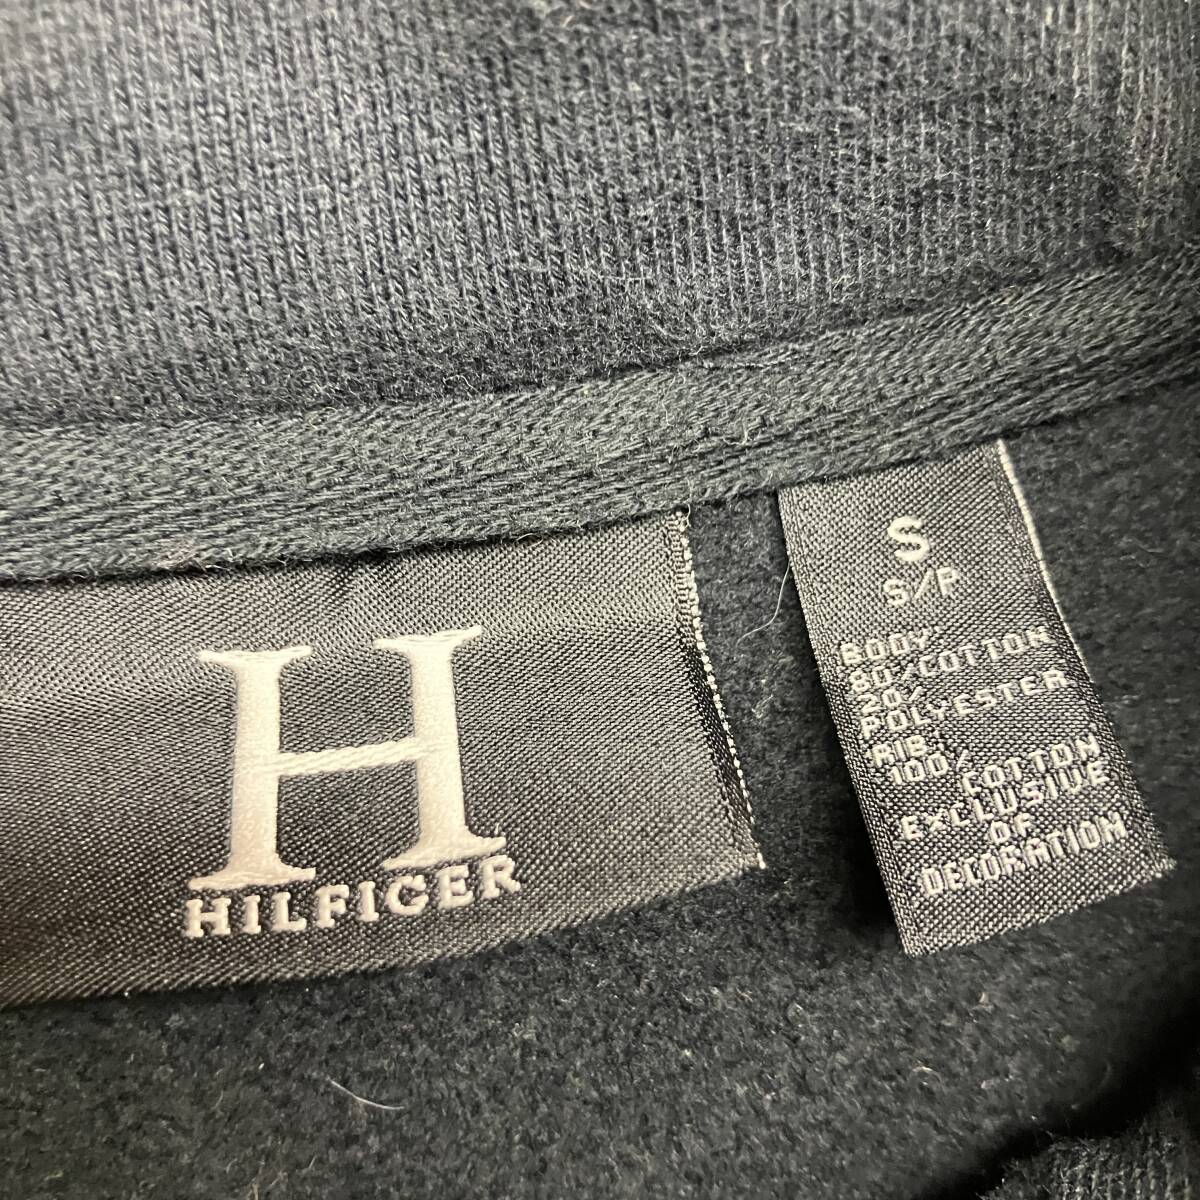 H
HILFIGER
S
S/P
BODY
80%COTTON
20%
POLYESTER
RIB
100%
COTTON
EXCLUSIVE
OF
DECORATION